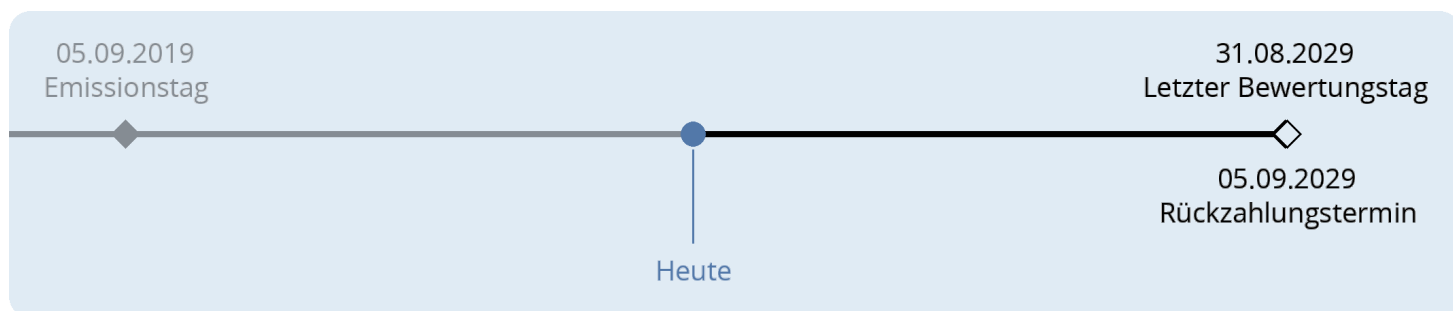 05.09.2019
Emissionstag
31.08.2029
Letzter Bewertungstag
05.09.2029
Rückzahlungstermin
Heute